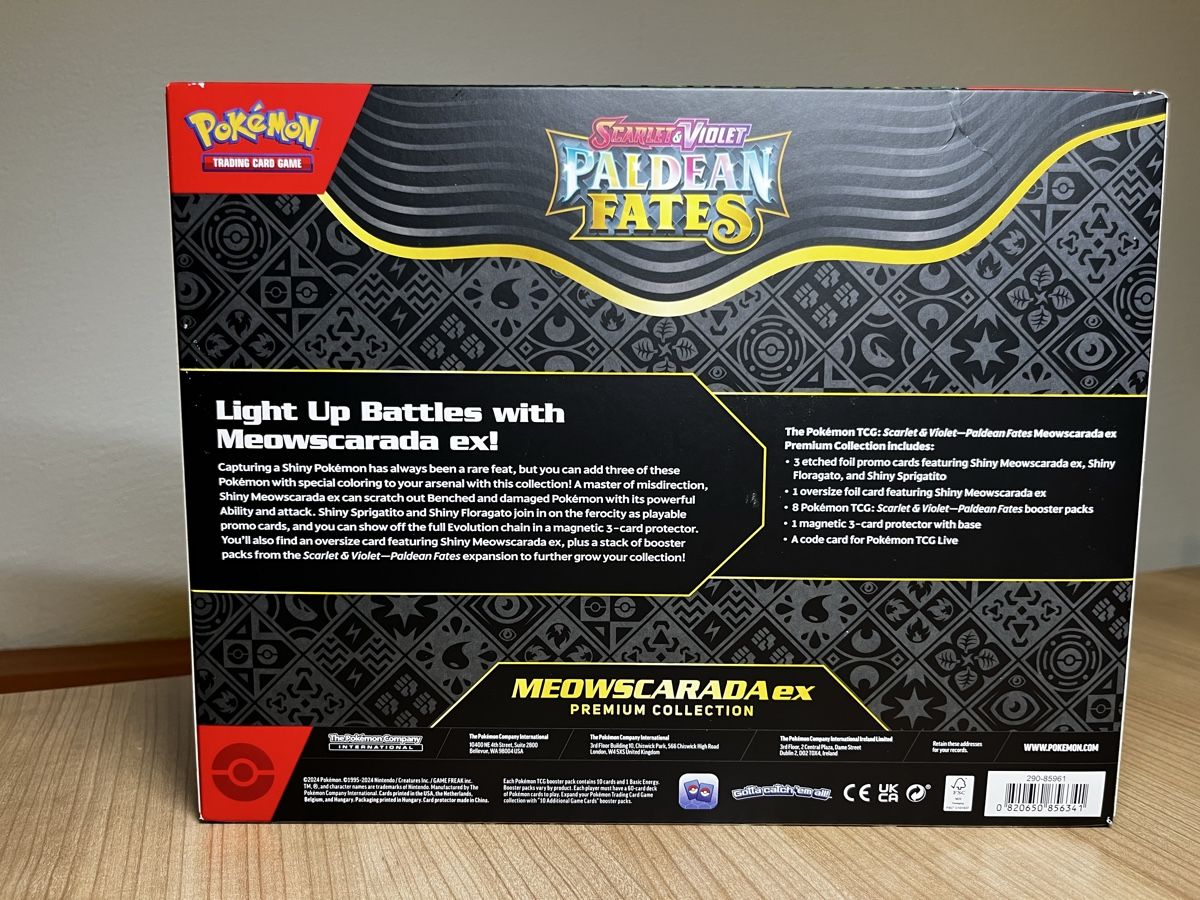 Pokémon
TRADING CARD GAME
SCARLET & VIOLET
PALDEAN
FATES
Light Up Battles with
Meowscarada ex!
Capturing a Shiny Pokémon has always been a rare feat, but you can add three of these
Pokémon with special coloring to your arsenal with this collection! A master of misdirection,
Shiny Meowscarada ex can scratch out Benched and damaged Pokémon with its powerful
Ability and attack. Shiny Sprigatito and Shiny Floragato join in on the ferocity as playable
promo cards, and you can show off the full Evolution chain in a magnetic 3-card protector.
You'll also find an oversize card featuring Shiny Meowscarada ex, plus a stack of booster
packs from the Scarlet & Violet—Paldean Fates expansion to further grow your collection!
The Pokémon TCG: Scarlet & Violet—Paldean Fates Meowscarada ex
Premium Collection includes:
• 3 etched foil promo cards featuring Shiny Meowscarada ex, Shiny
Floragato, and Shiny Sprigatito
• 1 oversize foil card featuring Shiny Meowscarada ex
• 8 Pokémon TCG: Scarlet & Violet—Paldean Fates booster packs
• 1 magnetic 3-card protector with base
• A code card for Pokémon TCG Live
MEOWSCARADA ex
PREMIUM COLLECTION
The Pokémon Company
INTERNATIONAL
The Pokémon Company International
10400 NE 4th Street, Suite 2800
Bellevue, WA 98004 USA
The Pokémon Company International
3rd Floor Building 10, Chiswick Park, 566 Chiswick High Road
London, W4 5XS United Kingdom
The Pokémon Company International Ireland Limited
3rd Floor, 2 Central Plaza, Dame Street
Dublin 2, D02 T0X4, Ireland
Retain these addresses
for your records.
WWW.POKEMON.COM
©2024 Pokémon. ©1995-2024 Nintendo / Creatures Inc. / GAME FREAK inc.
TM, ®, and character names are trademarks of Nintendo. Manufactured by The
Pokémon Company International. Cards printed in the USA, the Netherlands,
Belgium, and Hungary. Packaging printed in Hungary. Card protector made in China.
Each Pokémon TCG booster pack contains 10 cards and 1 Basic Energy.
Booster packs vary by product. Each player must have a 60-card deck
of Pokémon cards to play. Expand your Pokémon Trading Card Game
collection with "10 Additional Game Cards" booster packs.
Gotta catch 'em all!
CE
UK
CA
FSC
290-85961
0 820650 856341